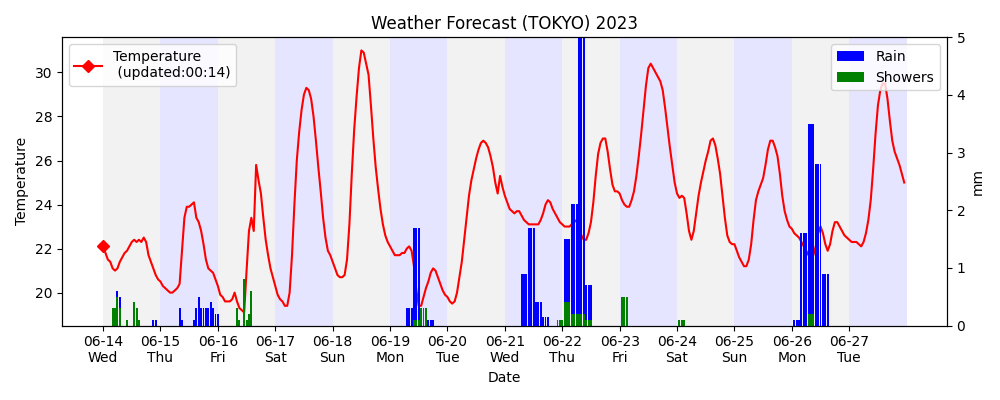 Weather Forecast (TOKYO) 2023
Temperature
(updated:00:14)
Rain
Showers
Temperature
30
28
26
24
22
20
5
4
3
2
1
0
mm
06-14 06-15 06-16 06-17 06-18 06-19 06-20 06-21 06-22 06-23 06-24 06-25 06-26 06-27
Wed Thu Fri Sat Sun Mon Tue Wed Thu Fri Sat Sun Mon Tue
Date